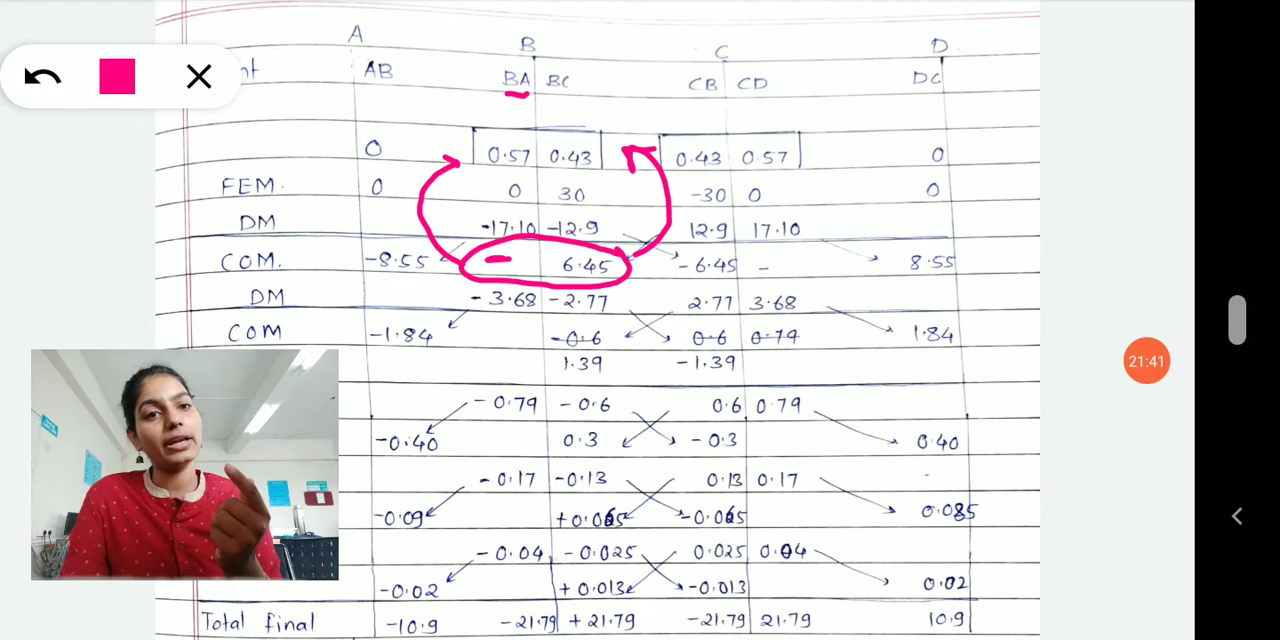 A B C D
nt AB BA BC CB CD DC
0 0.57 0.43 0.43 0.57 0
FEM. 0 0 30 -30 0 0
DM -17.10 -12.9 12.9 17.10
COM. -8.55 - 6.45 -6.45 - 8.55
DM -3.68 -2.77 2.77 3.68
COM -1.84 -0.6 0.6 0.79 1.84
1.39 -1.39
-0.79 -0.6 0.6 0.79
-0.40 0.3 -0.3 0.40
-0.17 -0.13 0.13 0.17 -
-0.09 +0.065 -0.065 0.085
-0.04 -0.025 0.025 0.04
-0.02 +0.013 -0.013 0.02
Total final -10.9 -21.79 +21.79 -21.79 21.79 10.9
21:41